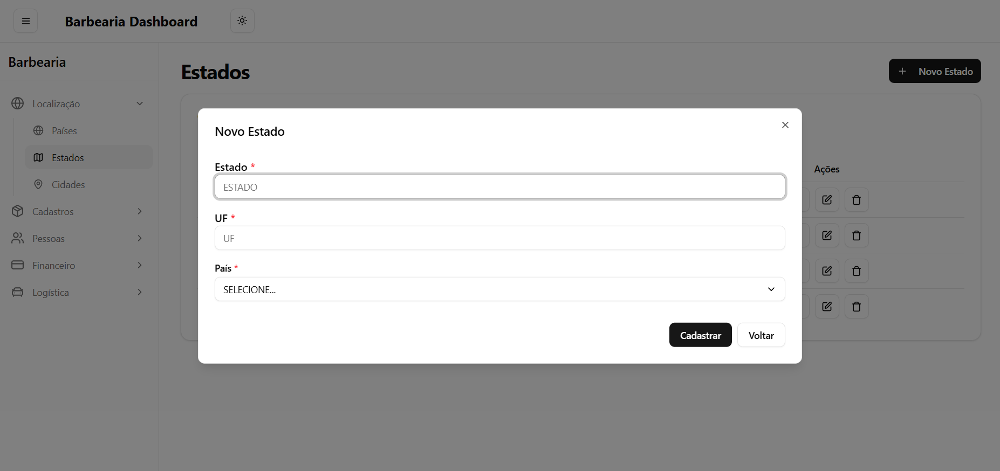 Barbearia Dashboard
Barbearia
Localização
Países
Estados
Cidades
Cadastros
Pessoas
Financeiro
Logística
Estados
+ Novo Estado
Ações
Novo Estado
Estado *
ESTADO
UF *
UF
País *
SELECIONE...
Cadastrar
Voltar